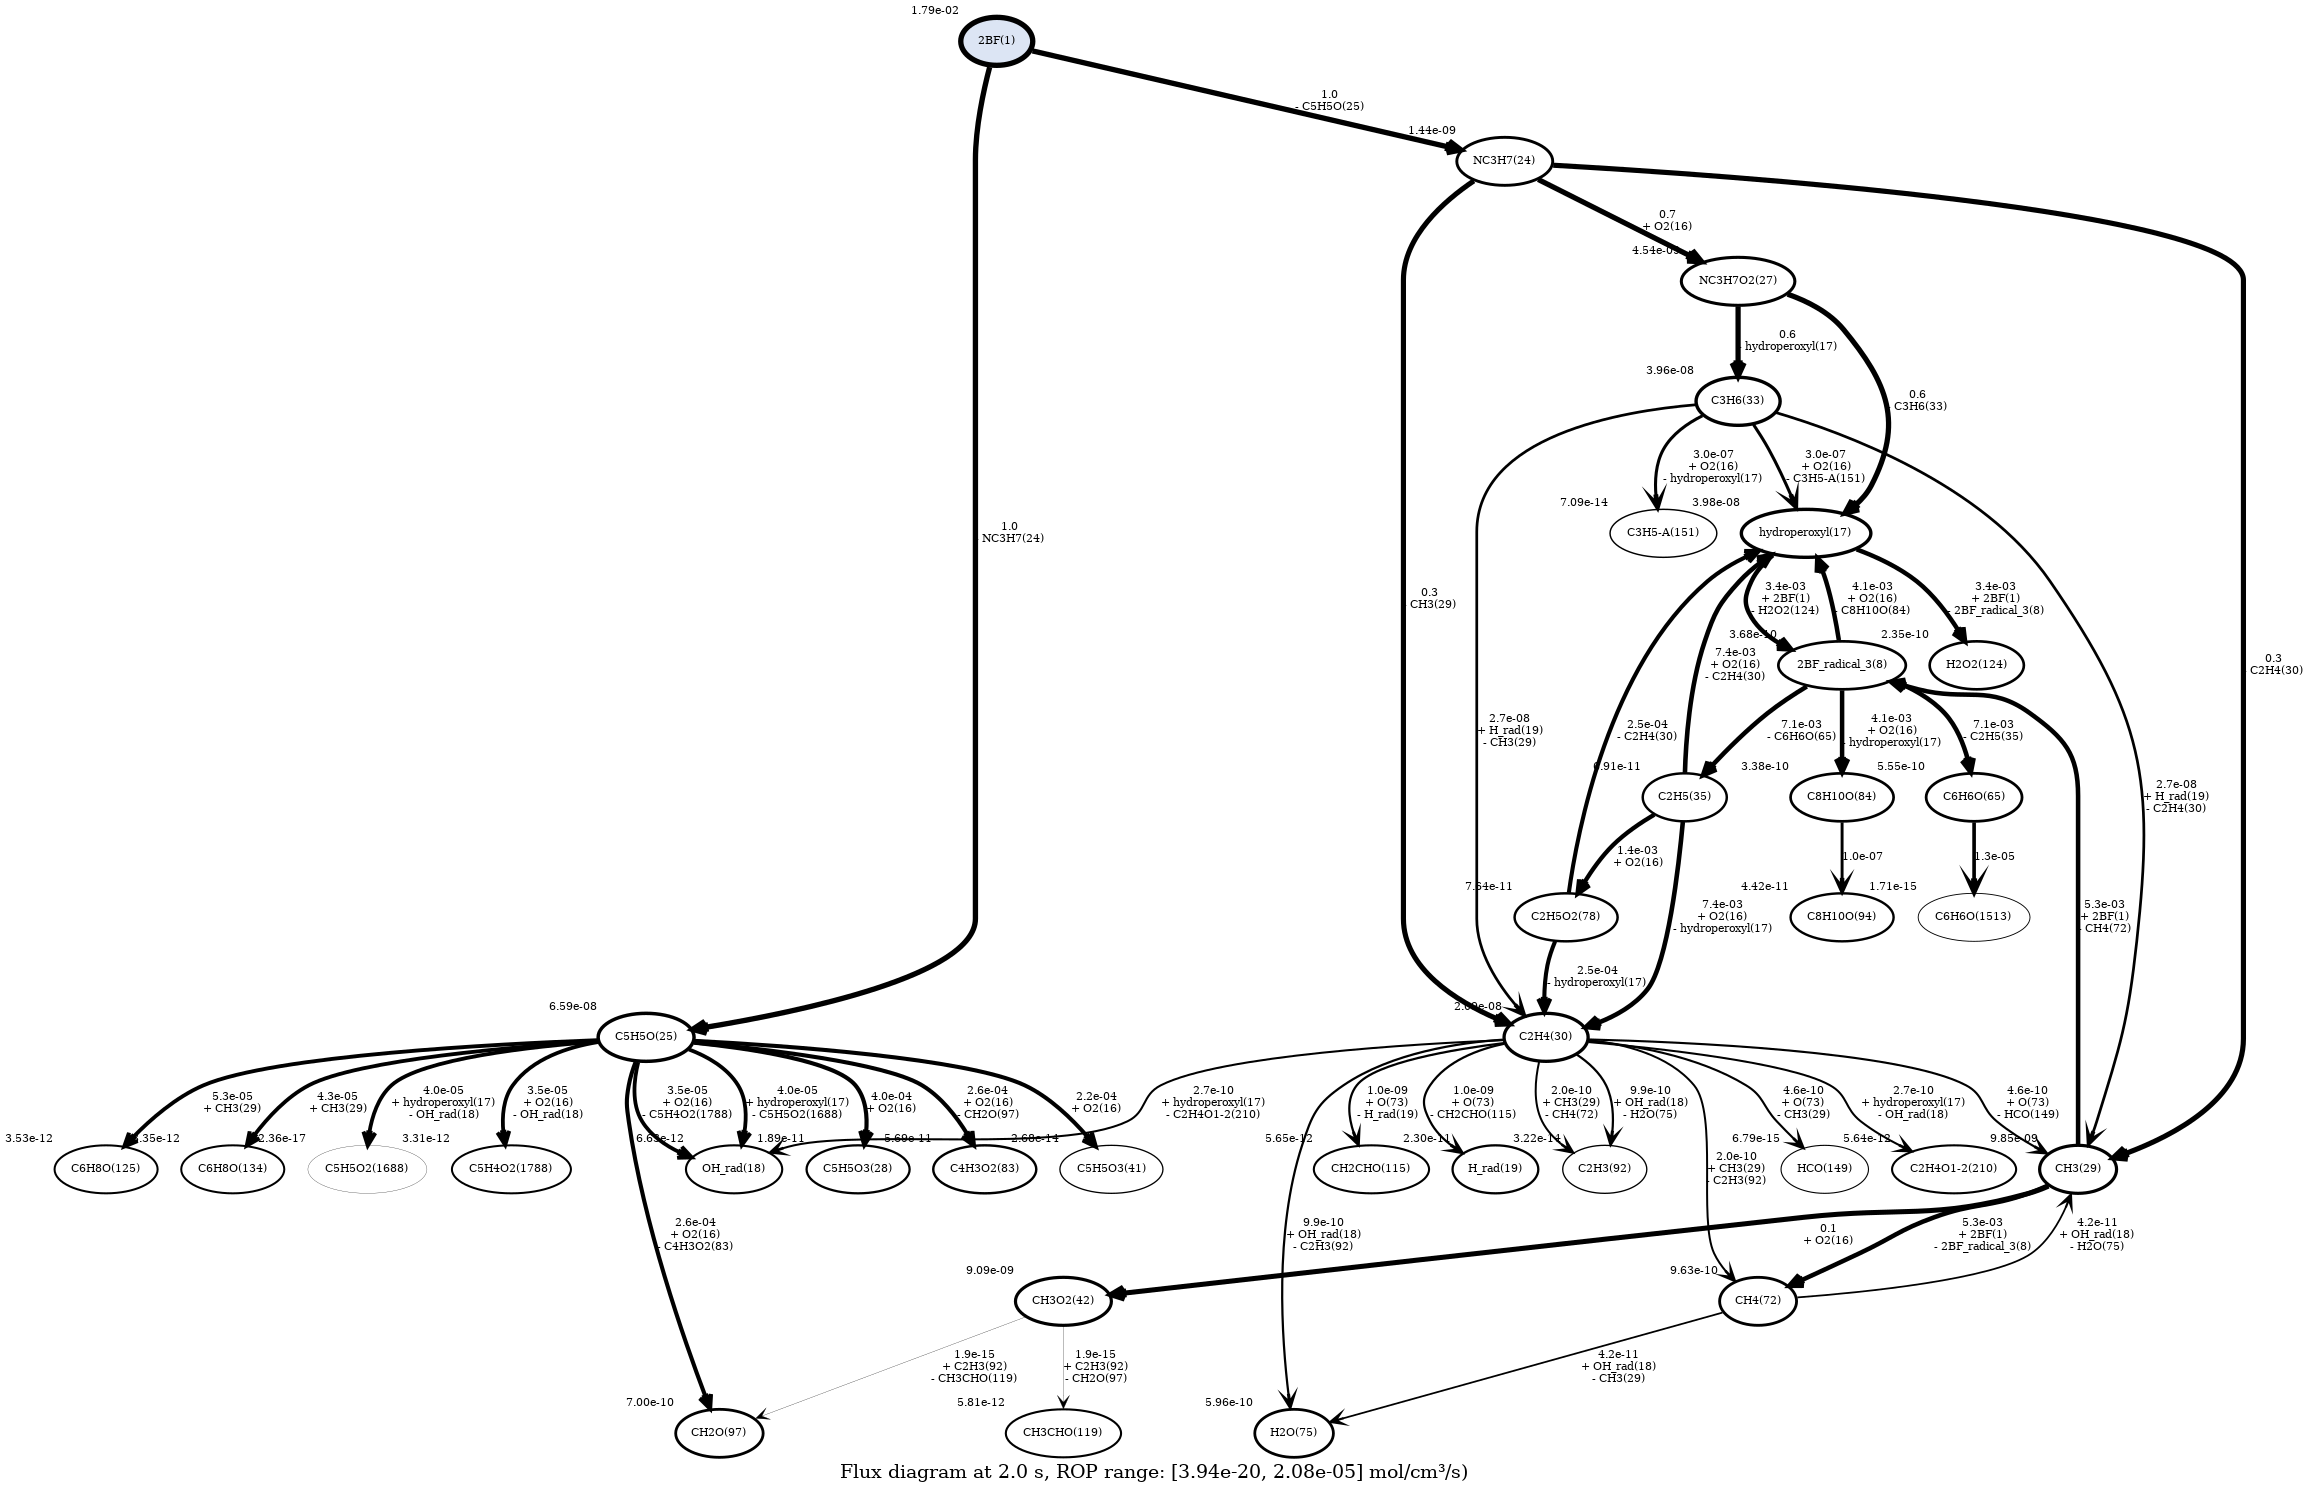 1.79e-02
2BF(1)
1.0
- C5H5O(25)
1.44e-09
NC3H7(24)
0.7
+ O2(16)
NC3H7O2(27)
0.6
- hydroperoxyl(17)
3.96e-08
0.6
- C3H6(33)
C3H6(33)
3.0e-07
+ O2(16)
- hydroperoxyl(17)
3.0e-07
+ O2(16)
- C3H5-A(151)
7.09e-14
3.98e-08
1.0
- NC3H7(24)
C3H5-A(151)
hydroperoxyl(17)
0.3
CH3(29)
3.4e-03
+ 2BF(1)
- H2O2(124)
4.1e-03
+ O2(16)
- C8H10O(84)
3.4e-03
+ 2BF(1)
- 2BF_radical_3(8)
3.68e-10
2.35e-10
7.4e-03
+ O2(16)
- C2H4(30)
2BF_radical_3(8)
H2O2(124)
0.3
C2H4(30)
2.7e-08
+ H_rad(19)
- CH3(29)
2.5e-04
- C2H4(30)
7.1e-03
- C6H6O(65)
4.1e-03
+ O2(16)
- hydroperoxyl(17)
7.1e-03
- C2H5(35)
6.91e-11
3.38e-10
5.55e-10
2.7e-08
+ H_rad(19)
- C2H4(30)
C2H5(35)
C8H10O(84)
C6H6O(65)
1.4e-03
+ O2(16)
1.0e-07
1.3e-05
7.64e-11
4.42e-11
1.71e-15
C2H5O2(78)
7.4e-03
+ O2(16)
- hydroperoxyl(17)
C8H10O(94)
C6H6O(1513)
5.3e-03
+ 2BF(1)
- CH4(72)
2.5e-04
- hydroperoxyl(17)
6.59e-08
C5H5O(25)
C2H4(30)
5.3e-05
+ CH3(29)
4.3e-05
+ CH3(29)
4.0e-05
+ hydroperoxyl(17)
- OH_rad(18)
3.5e-05
+ O2(16)
- OH_rad(18)
3.5e-05
+ O2(16)
- C5H4O2(1788)
4.0e-05
+ hydroperoxyl(17)
- C5H5O2(1688)
4.0e-04
+ O2(16)
2.6e-04
+ O2(16)
- CH2O(97)
2.2e-04
+ O2(16)
2.7e-10
+ hydroperoxyl(17)
- C2H4O1-2(210)
1.0e-09
+ O(73)
- H_rad(19)
1.0e-09
+ O(73)
- CH2CHO(115)
2.0e-10
+ CH3(29)
- CH4(72)
9.9e-10
+ OH_rad(18)
- H2O(75)
4.6e-10
+ O(73)
- CH3(29)
2.7e-10
+ hydroperoxyl(17)
- OH_rad(18)
4.6e-10
+ O(73)
- HCO(149)
3.53e-12
2.36e-17
3.31e-12
6.63e-12
1.89e-11
5.69e-11
2.68e-14
5.65e-12
2.30e-11
3.22e-14
6.79e-15
5.64e-12
9.85e-09
C6H8O(125)
C6H8O(134)
C5H5O2(1688)
C5H4O2(1788)
OH_rad(18)
C5H5O3(28)
C4H3O2(83)
C5H5O3(41)
CH2CHO(115)
H_rad(19)
C2H3(92)
2.0e-10
+ CH3(29)
- C2H3(92)
HCO(149)
C2H4O1-2(210)
CH3(29)
2.6e-04
+ O2(16)
- C4H3O2(83)
9.9e-10
+ OH_rad(18)
- C2H3(92)
0.1
+ O2(16)
5.3e-03
+ 2BF(1)
- 2BF_radical_3(8)
4.2e-11
+ OH_rad(18)
- H2O(75)
9.09e-09
9.63e-10
CH3O2(42)
CH4(72)
1.9e-15
+ C2H3(92)
- CH3CHO(119)
1.9e-15
+ C2H3(92)
- CH2O(97)
4.2e-11
+ OH_rad(18)
- CH3(29)
7.00e-10
5.81e-12
5.96e-10
CH2O(97)
CH3CHO(119)
H2O(75)
Flux diagram at 2.0 s, ROP range: [3.94e-20, 2.08e-05] mol/cm³/s)